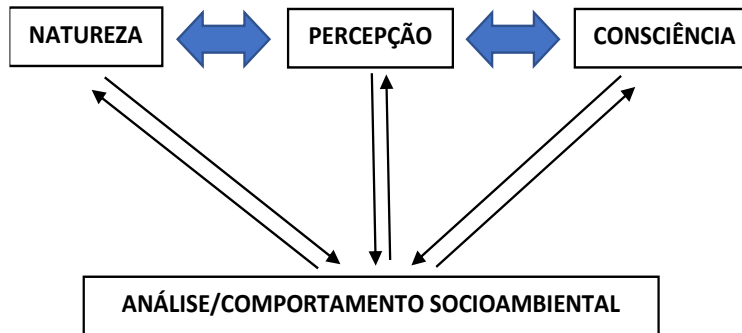 NATUREZA
PERCEPÇÃO
CONSCIÊNCIA
ANÁLISE/COMPORTAMENTO SOCIOAMBIENTAL